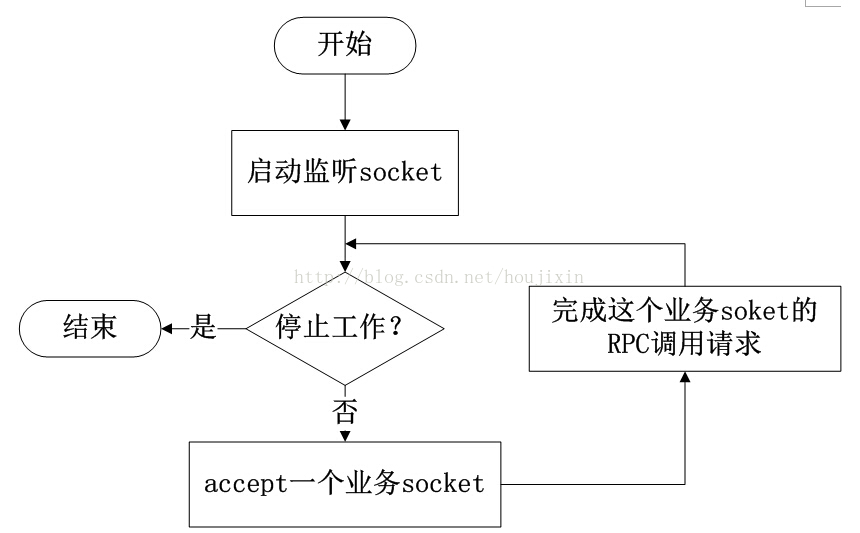 开始
启动监听socket
http://blog.csdn.net/houjixin
停止工作？
是
结束
否
accept一个业务socket
完成这个业务soket的
RPC调用请求